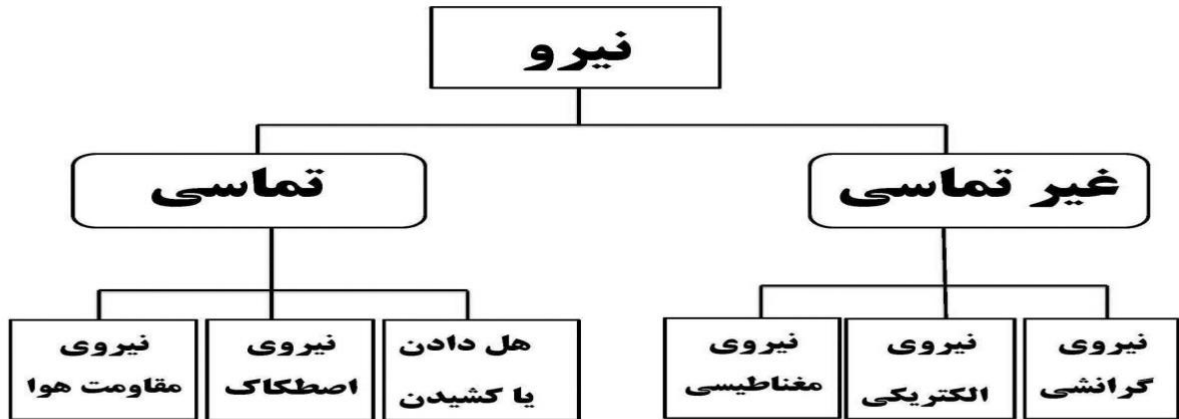 نیرو
غیر تماسی
تماسی
نیروی
گرانشی
نیروی
الکتریکی
نیروی
مغناطیسی
هل دادن
یا کشیدن
نیروی
اصطکاک
نیروی
مقاومت هوا